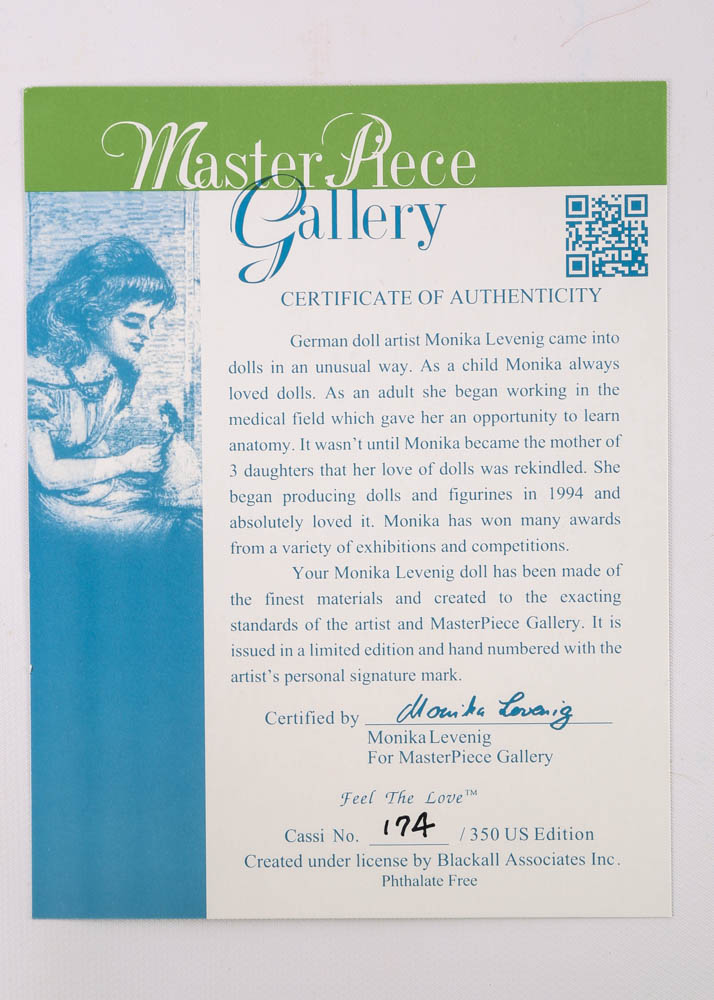 MasterPiece
Gallery
CERTIFICATE OF AUTHENTICITY
German doll artist Monika Levenig came into
dolls in an unusual way. As a child Monika always
loved dolls. As an adult she began working in the
medical field which gave her an opportunity to learn
anatomy. It wasn't until Monika became the mother of
3 daughters that her love of dolls was rekindled. She
began producing dolls and figurines in 1994 and
absolutely loved it. Monika has won many awards
from a variety of exhibitions and competitions.
Your Monika Levenig doll has been made of
the finest materials and created to the exacting
standards of the artist and MasterPiece Gallery. It is
issued in a limited edition and hand numbered with the
artist's personal signature mark.
Certified by Monika Levenig
Monika Levenig
For MasterPiece Gallery
Feel The Love™
Cassi No. 174 / 350 US Edition
Created under license by Blackall Associates Inc.
Phthalate Free